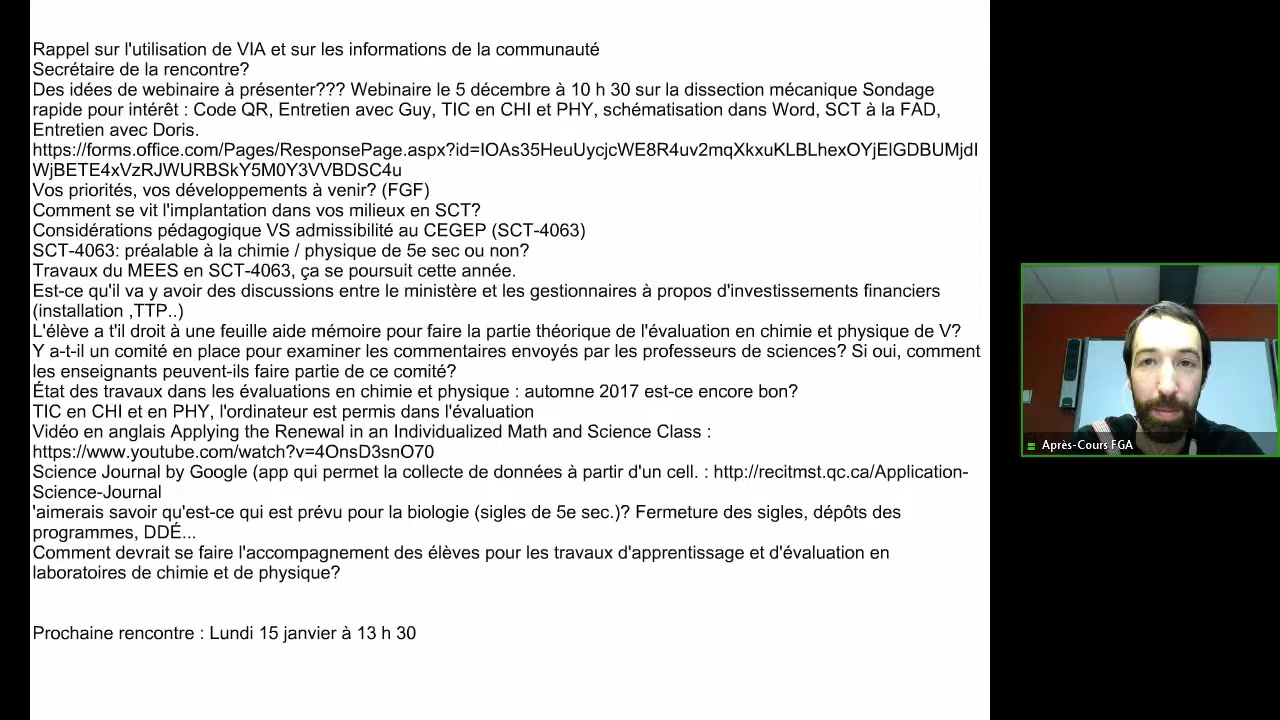 Rappel sur l'utilisation de VIA et sur les informations de la communauté
Secrétaire de la rencontre?
Des idées de webinaire à présenter??? Webinaire le 5 décembre à 10 h 30 sur la dissection mécanique Sondage
rapide pour intérêt : Code QR, Entretien avec Guy, TIC en CHI et PHY, schématisation dans Word, SCT à la FAD,
Entretien avec Doris.
https://forms.office.com/Pages/ResponsePage.aspx?id=IOAs35HeuUycjcWE8R4uv2mqXkxuKLBLhexOYjElGDBUMjdI
WjBETE4xVzRJWURBSkY5M0Y3VVBDSC4u
Vos priorités, vos développements à venir? (FGF)
Comment se vit l'implantation dans vos milieux en SCT?
Considérations pédagogique VS admissibilité au CEGEP (SCT-4063)
SCT-4063: préalable à la chimie / physique de 5e sec ou non?
Travaux du MEES en SCT-4063, ça se poursuit cette année.
Est-ce qu'il va y avoir des discussions entre le ministère et les gestionnaires à propos d'investissements financiers
(installation ,TTP..)
L'élève a t'il droit à une feuille aide mémoire pour faire la partie théorique de l'évaluation en chimie et physique de V?
Y a-t-il un comité en place pour examiner les commentaires envoyés par les professeurs de sciences? Si oui, comment
les enseignants peuvent-ils faire partie de ce comité?
État des travaux dans les évaluations en chimie et physique : automne 2017 est-ce encore bon?
TIC en CHI et en PHY, l'ordinateur est permis dans l'évaluation
Vidéo en anglais Applying the Renewal in an Individualized Math and Science Class :
https://www.youtube.com/watch?v=4OnsD3snO70
Science Journal by Google (app qui permet la collecte de données à partir d'un cell. : http://recitmst.qc.ca/Application-
Science-Journal
'aimerais savoir qu'est-ce qui est prévu pour la biologie (sigles de 5e sec.)? Fermeture des sigles, dépôts des
programmes, DDÉ...
Comment devrait se faire l'accompagnement des élèves pour les travaux d'apprentissage et d'évaluation en
laboratoires de chimie et de physique?
Prochaine rencontre : Lundi 15 janvier à 13 h 30
Après-Cours FGA